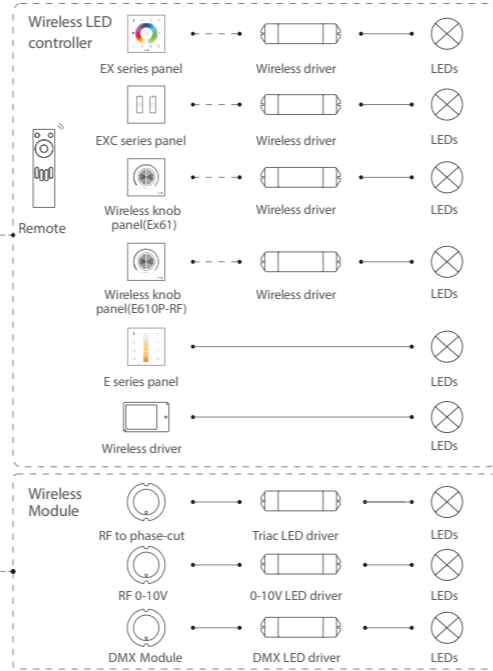 Wireless LED
controller
EX series panel
Wireless driver
LEDs
EXC series panel
Wireless driver
LEDs
Remote
Wireless knob
panel(Ex61)
Wireless driver
LEDs
Wireless knob
panel(E610P-RF)
Wireless driver
LEDs
E series panel
LEDs
Wireless driver
LEDs
Wireless
Module
RF to phase-cut
Triac LED driver
LEDs
RF 0-10V
0-10V LED driver
LEDs
DMX Module
DMX LED driver
LEDs